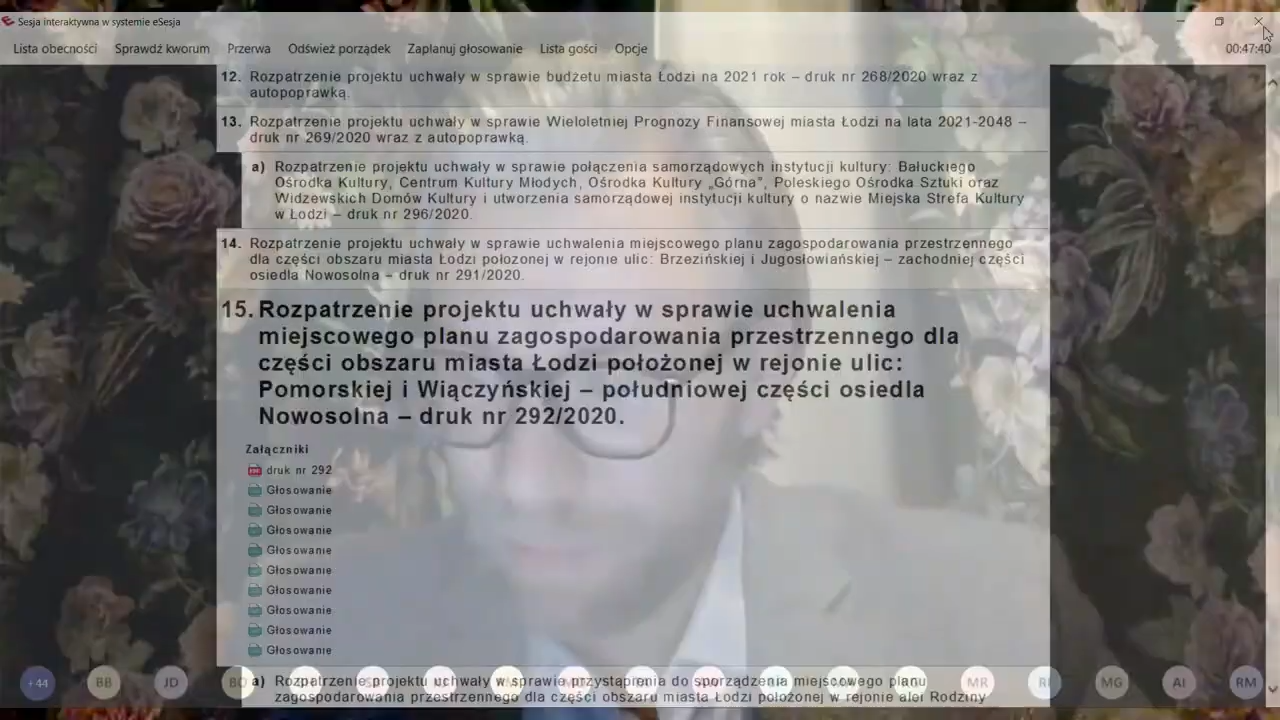 Sesja interaktywna w systemie eSesja
Lista obecności Sprawdź kworum Przerwa Odśwież porządek Zaplanuj głosowanie Lista gości Opcje 00:47:40
12. Rozpatrzenie projektu uchwały w sprawie budżetu miasta Łodzi na 2021 rok – druk nr 268/2020 wraz z
autopoprawką.
13. Rozpatrzenie projektu uchwały w sprawie Wieloletniej Prognozy Finansowej miasta Łodzi na lata 2021-2048 –
druk nr 269/2020 wraz z autopoprawką.
a) Rozpatrzenie projektu uchwały w sprawie połączenia samorządowych instytucji kultury: Bałuckiego
Ośrodka Kultury, Centrum Kultury Młodych, Ośrodka Kultury „Górna", Poleskiego Ośrodka Sztuki oraz
Widzewskich Domów Kultury i utworzenia samorządowej instytucji kultury o nazwie Miejska Strefa Kultury
w Łodzi – druk nr 296/2020.
14. Rozpatrzenie projektu uchwały w sprawie uchwalenia miejscowego planu zagospodarowania przestrzennego
dla części obszaru miasta Łodzi położonej w rejonie ulic: Brzezińskiej i Jugosłowiańskiej – zachodniej części
osiedla Nowosolna – druk nr 291/2020.
15. Rozpatrzenie projektu uchwały w sprawie uchwalenia
miejscowego planu zagospodarowania przestrzennego dla
części obszaru miasta Łodzi położonej w rejonie ulic:
Pomorskiej i Wiączyńskiej – południowej części osiedla
Nowosolna – druk nr 292/2020.
Załączniki
druk nr 292
Głosowanie
Głosowanie
Głosowanie
Głosowanie
Głosowanie
Głosowanie
Głosowanie
Głosowanie
Głosowanie
a) Rozpatrzenie projektu uchwały w sprawie przystąpienia do sporządzenia miejscowego planu
zagospodarowania przestrzennego dla części obszaru miasta Łodzi położonej w rejonie alei Rodziny
+44 BB JD MR MG AI RM